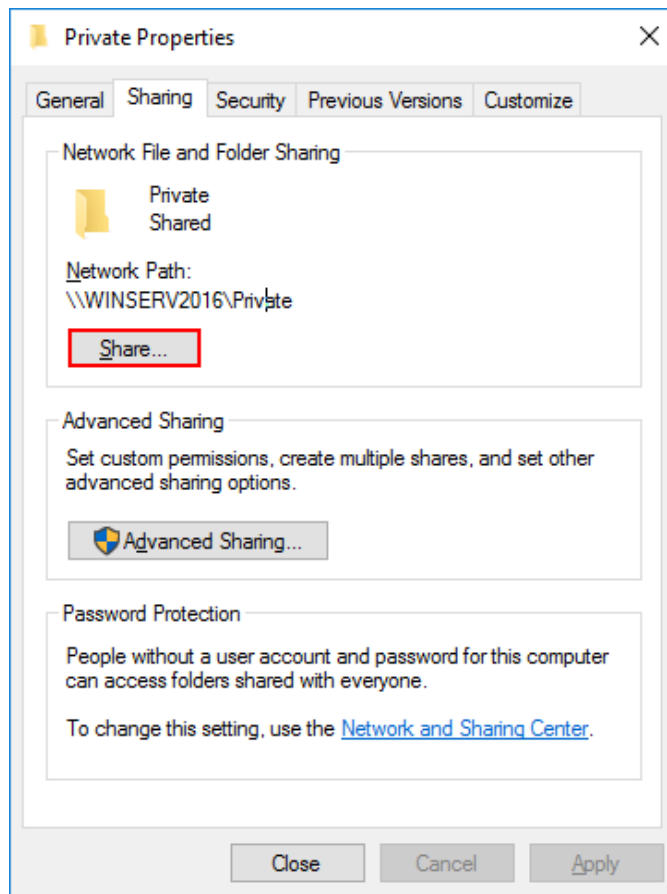 Private Properties
General Sharing Security Previous Versions Customize
Network File and Folder Sharing
Private
Shared
Network Path:
\\WINSERV2016\Private
Share...
Advanced Sharing
Set custom permissions, create multiple shares, and set other
advanced sharing options.
Advanced Sharing...
Password Protection
People without a user account and password for this computer
can access folders shared with everyone.
To change this setting, use the Network and Sharing Center.
Close Cancel Apply